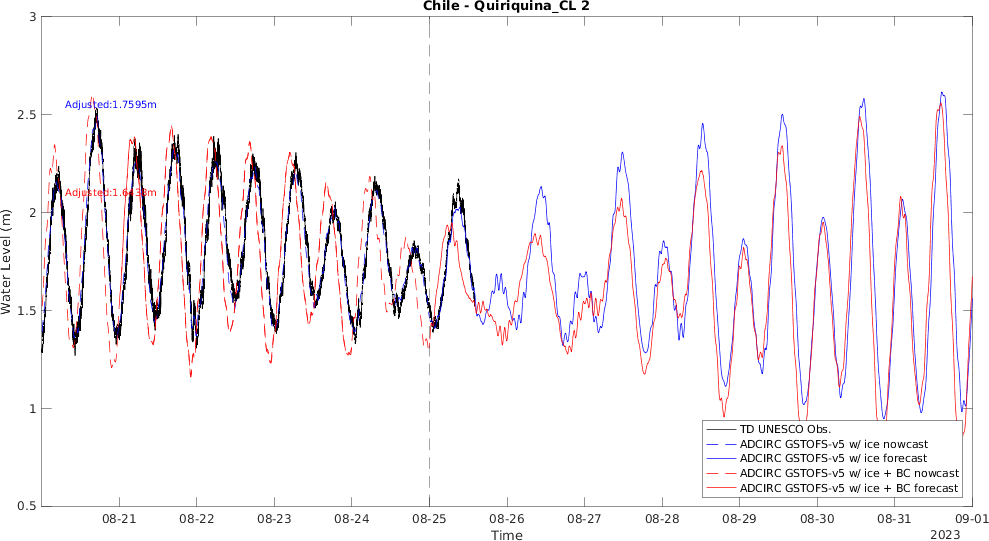 Chile - Quiriquina_CL 2
Water Level (m)
3
2.5
2
1.5
1
0.5
Adjusted:1.7595m
08-21
08-22
08-23
08-24
08-25
08-26
08-27
08-28
08-29
08-30
08-31
09-01
Time
2023
TD UNESCO Obs.
ADCIRC GSTOFS-v5 w/ ice nowcast
ADCIRC GSTOFS-v5 w/ ice forecast
ADCIRC GSTOFS-v5 w/ ice + BC nowcast
ADCIRC GSTOFS-v5 w/ ice + BC forecast